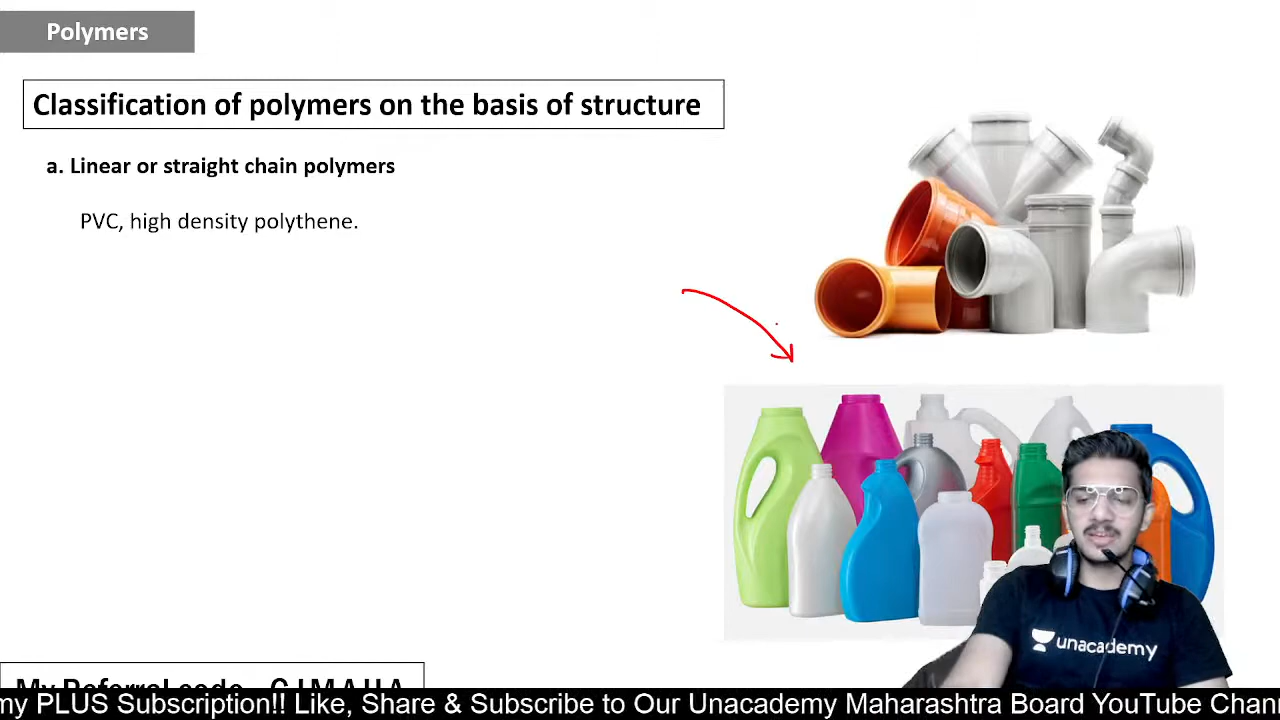 Polymers
Classification of polymers on the basis of structure
a. Linear or straight chain polymers
PVC, high density polythene.
unacademy
my PLUS Subscription!! Like, Share & Subscribe to Our Unacademy Maharashtra Board YouTube Chan